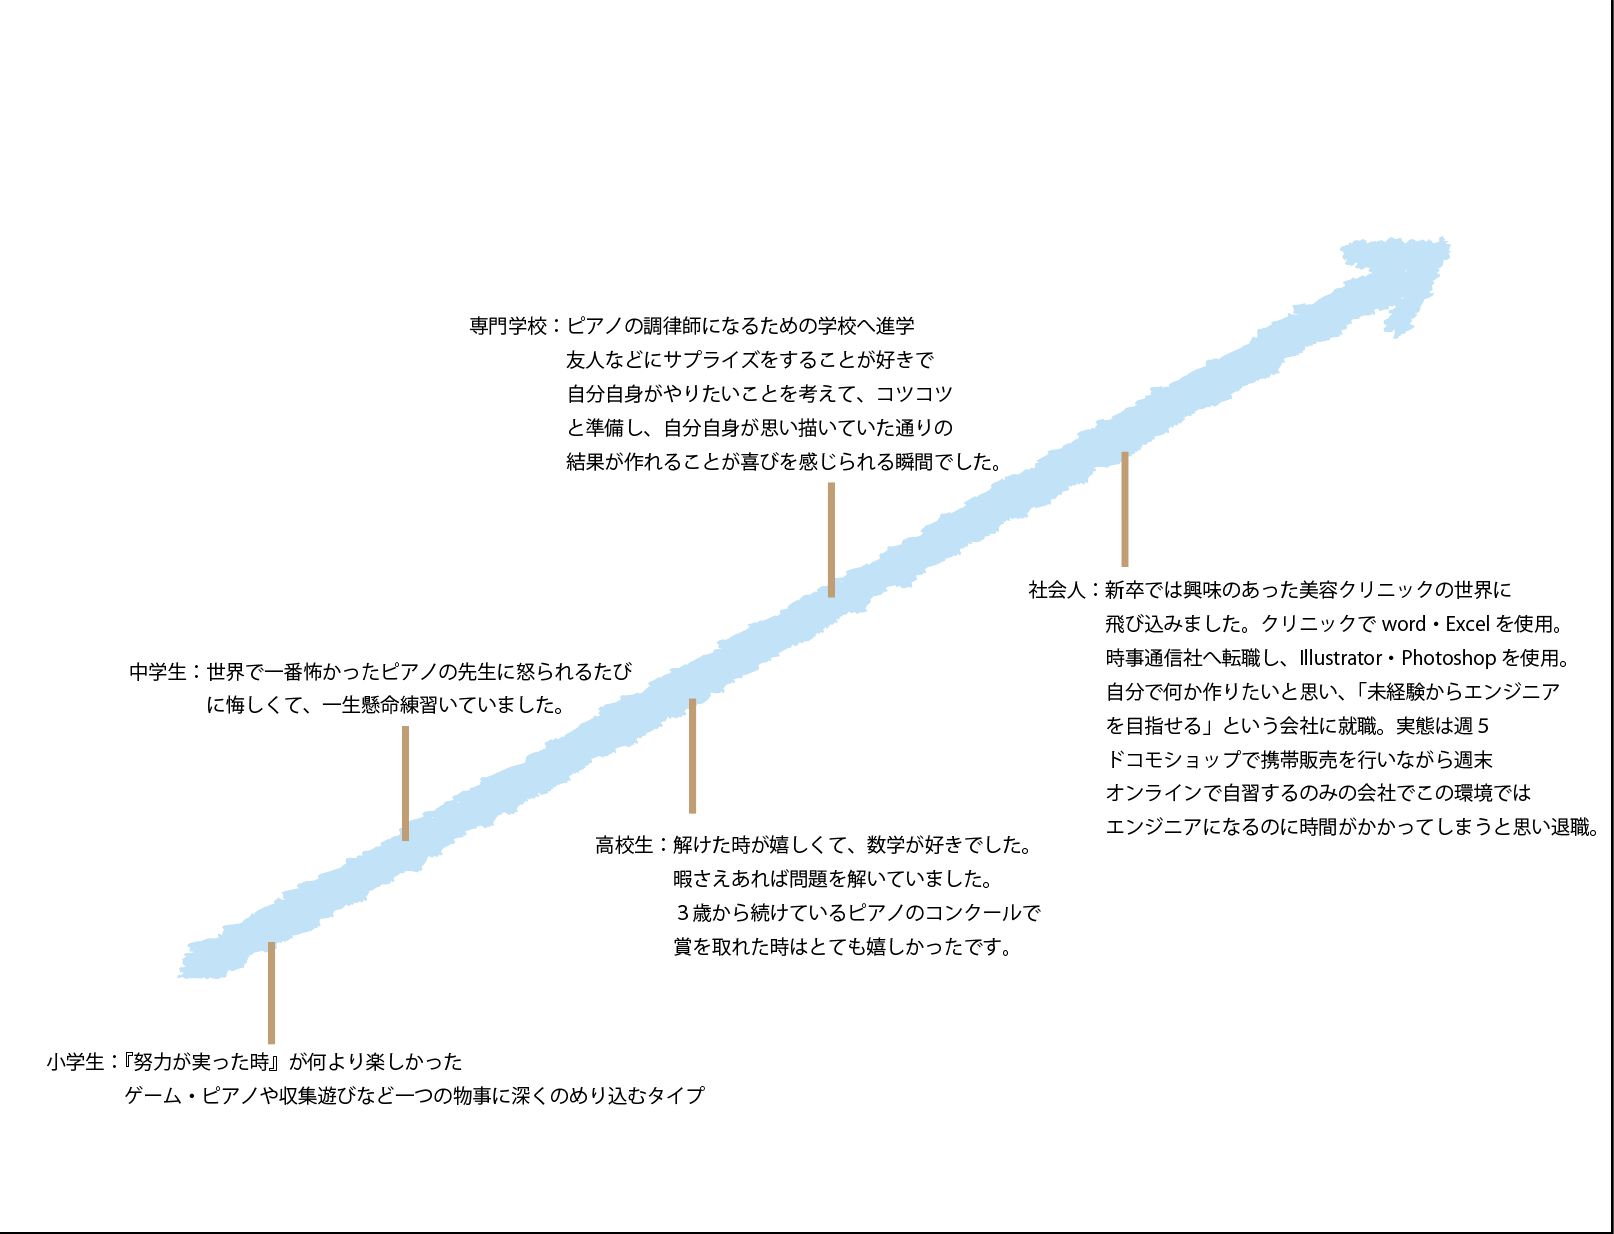 専門学校：ピアノの調律師になるための学校へ進学
友人などにサプライズをすることが好きで
自分自身がやりたいことを考えて、コツコツ
と準備し、自分自身が思い描いていた通りの
結果が作れることが喜びを感じられる瞬間でした。
社会人：新卒では興味のあった美容クリニックの世界に
飛び込みました。クリニックで word・Excel を使用。
時事通信社へ転職し、Illustrator・Photoshop を使用。
自分で何か作りたいと思い、「未経験からエンジニア
を目指せる」という会社に就職。実態は週５
ドコモショップで携帯販売を行いながら週末
オンラインで自習するのみの会社でこの環境では
エンジニアになるのに時間がかかってしまうと思い退職。
中学生：世界で一番怖かったピアノの先生に怒られるたび
に悔しくて、一生懸命練習いていました。
高校生：解けた時が嬉しくて、数学が好きでした。
暇さえあれば問題を解いていました。
３歳から続けているピアノのコンクールで
賞を取れた時はとても嬉しかったです。
小学生：『努力が実った時』が何より楽しかった
ゲーム・ピアノや収集遊びなど一つの物事に深くのめり込むタイプ